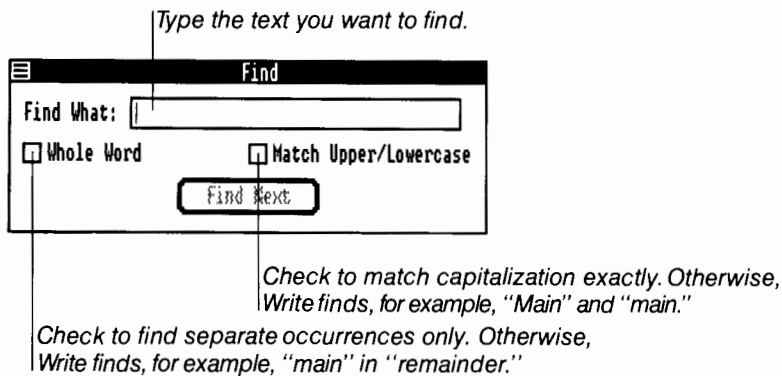 Type the text you want to find.
Find
Find What:
Whole Word Match Upper/Lowercase
Find Next
Check to match capitalization exactly. Otherwise,
Write finds, for example, "Main" and "main."
Check to find separate occurrences only. Otherwise,
Write finds, for example, "main" in "remainder."